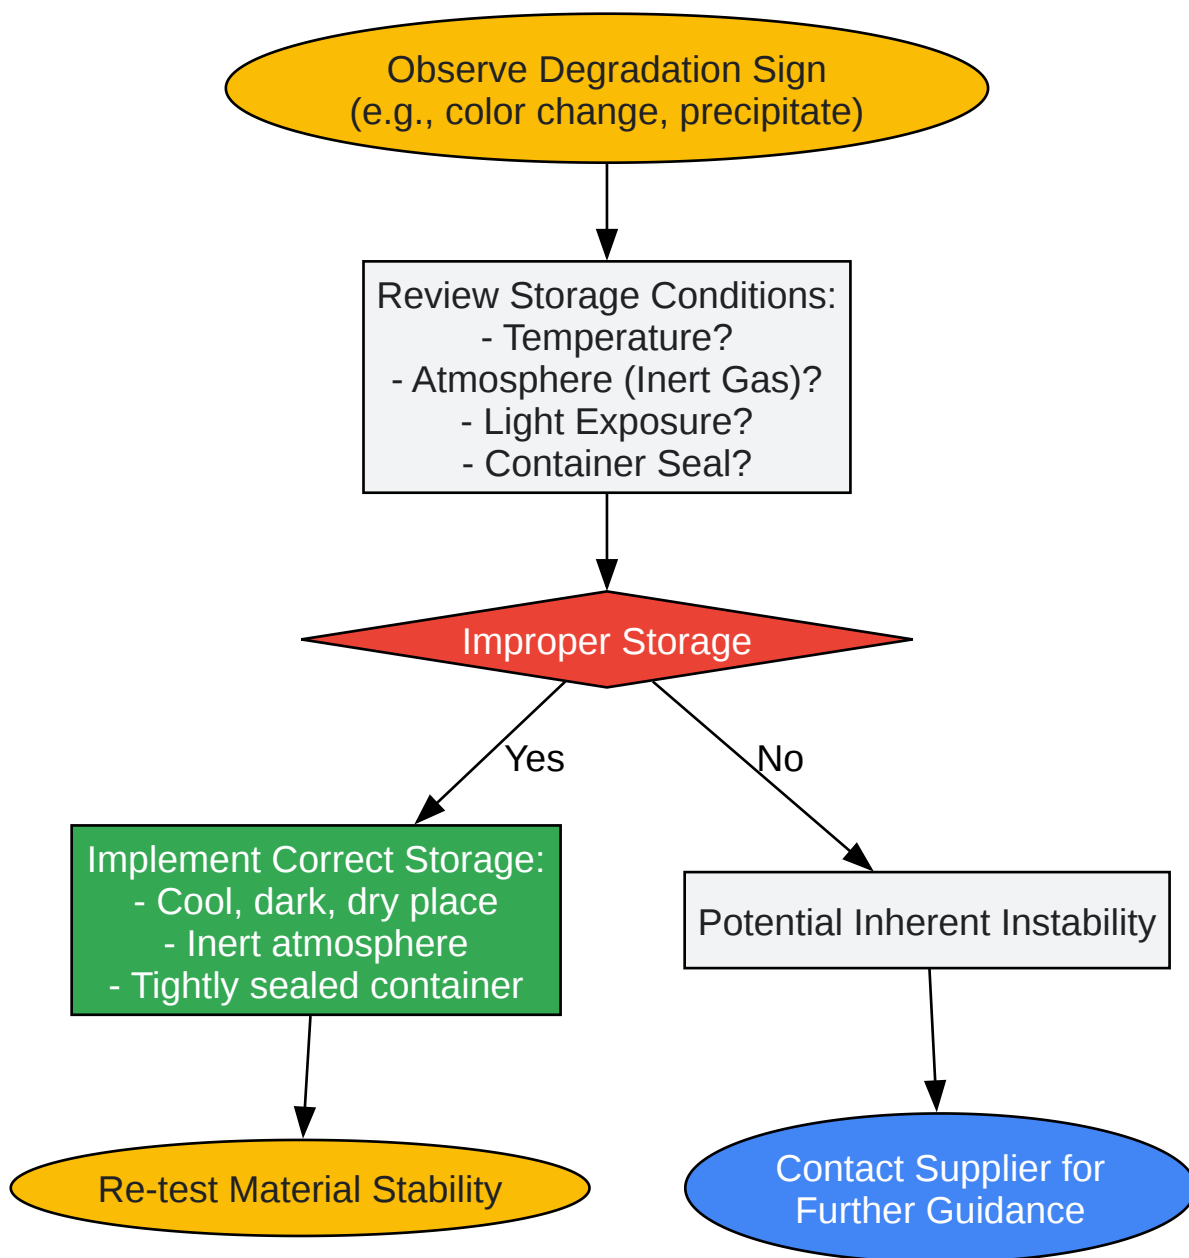 Observe Degradation Sign
(e.g., color change, precipitate)
Review Storage Conditions:
- Temperature?
- Atmosphere (Inert Gas)?
- Light Exposure?
- Container Seal?
Improper Storage
Yes
No
Implement Correct Storage:
- Cool, dark, dry place
- Inert atmosphere
- Tightly sealed container
Potential Inherent Instability
Re-test Material Stability
Contact Supplier for
Further Guidance